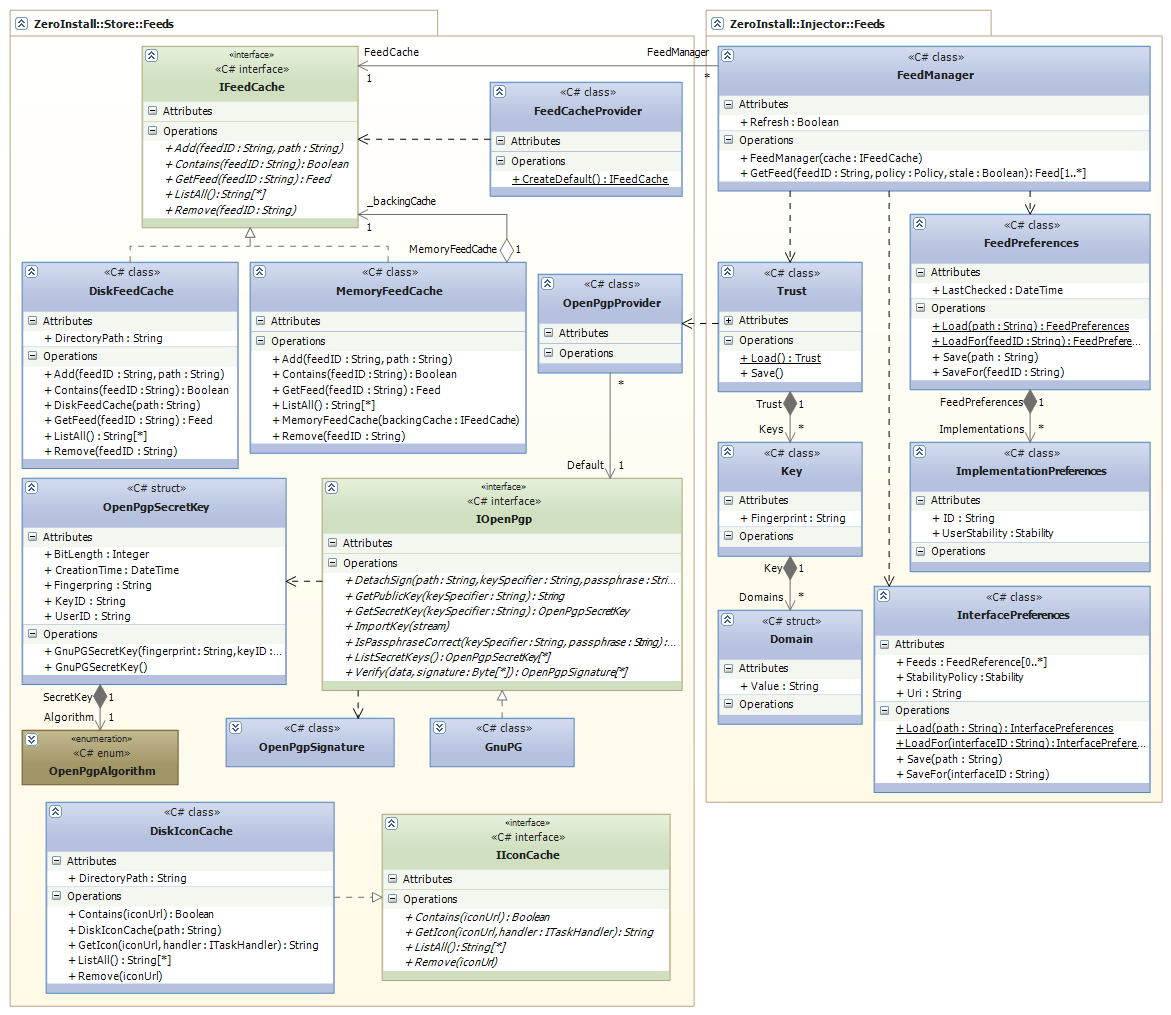 ZeroInstall::Store::Feeds
«interface»
«C# interface»
IFeedCache
Attributes
Operations
+ Add(feedID : String, path : String)
+ Contains(feedID : String) : Boolean
+ GetFeed(feedID : String) : Feed
+ ListAll() : String[*]
+ Remove(feedID : String)
FeedCache
1
FeedManager
*
«C# class»
FeedCacheProvider
Attributes
Operations
+ CreateDefault() : IFeedCache
_backingCache
1
MemoryFeedCache
1
«C# class»
DiskFeedCache
Attributes
+ DirectoryPath : String
Operations
+ Add(feedID : String, path : String)
+ Contains(feedID : String) : Boolean
+ DiskFeedCache(path : String)
+ GetFeed(feedID : String) : Feed
+ ListAll() : String[*]
+ Remove(feedID : String)
«C# class»
MemoryFeedCache
Attributes
Operations
+ Add(feedID : String, path : String)
+ Contains(feedID : String) : Boolean
+ GetFeed(feedID : String) : Feed
+ ListAll() : String[*]
+ MemoryFeedCache(backingCache : IFeedCache)
+ Remove(feedID : String)
«C# class»
OpenPgpProvider
Attributes
Operations
*
Default
1
«C# struct»
OpenPgpSecretKey
Attributes
+ BitLength : Integer
+ CreationTime : DateTime
+ Fingerpring : String
+ KeyID : String
+ UserID : String
Operations
+ GnuPGSecretKey(fingerprint : String, keyID : ...
+ GnuPGSecretKey()
SecretKey
1
Algorithm
1
«enumeration»
«C# enum»
OpenPgpAlgorithm
«interface»
«C# interface»
IOpenPgp
Attributes
Operations
+ DetachSign(path : String, keySpecifier : String, passphrase : Stri...
+ GetPublicKey(keySpecifier : String) : String
+ GetSecretKey(keySpecifier : String) : OpenPgpSecretKey
+ ImportKey(stream)
+ IsPassphraseCorrect(keySpecifier : String, passphrase : String) : ...
+ ListSecretKeys() : OpenPgpSecretKey[*]
+ Verify(data, signature : Byte[*]) : OpenPgpSignature[*]
«C# class»
OpenPgpSignature
«C# class»
GnuPG
«C# class»
DiskIconCache
Attributes
+ DirectoryPath : String
Operations
+ Contains(iconUrl) : Boolean
+ DiskIconCache(path : String)
+ GetIcon(iconUrl, handler : ITaskHandler) : String
+ ListAll() : String[*]
+ Remove(iconUrl)
«interface»
«C# interface»
IIconCache
Attributes
Operations
+ Contains(iconUrl) : Boolean
+ GetIcon(iconUrl, handler : ITaskHandler) : String
+ ListAll() : String[*]
+ Remove(iconUrl)
ZeroInstall::Injector::Feeds
«C# class»
FeedManager
Attributes
+ Refresh : Boolean
Operations
+ FeedManager(cache : IFeedCache)
+ GetFeed(feedID : String, policy : Policy, stale : Boolean) : Feed[1..*]
«C# class»
Trust
Attributes
Operations
+ Load() : Trust
+ Save()
Trust
1
Keys
*
«C# class»
Key
Attributes
+ Fingerprint : String
Operations
Key
1
Domains
*
«C# struct»
Domain
Attributes
+ Value : String
Operations
«C# class»
FeedPreferences
Attributes
+ LastChecked : DateTime
Operations
+ Load(path : String) : FeedPreferences
+ LoadFor(feedID : String) : FeedPrefere...
+ Save(path : String)
+ SaveFor(feedID : String)
FeedPreferences
1
Implementations
*
«C# class»
ImplementationPreferences
Attributes
+ ID : String
+ UserStability : Stability
Operations
«C# class»
InterfacePreferences
Attributes
+ Feeds : FeedReference[0..*]
+ StabilityPolicy : Stability
+ Uri : String
Operations
+ Load(path : String) : InterfacePreferences
+ LoadFor(interfaceID : String) : InterfacePrefere...
+ Save(path : String)
+ SaveFor(interfaceID : String)